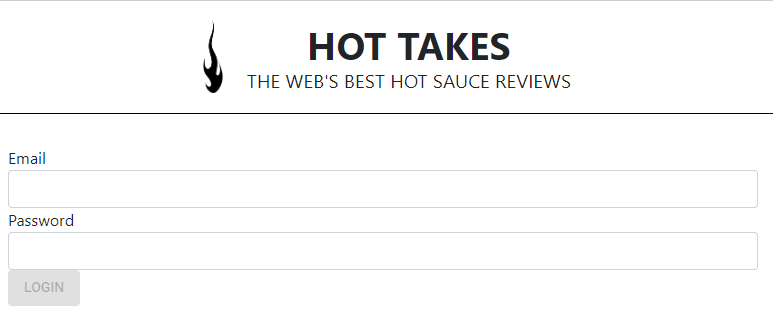 HOT TAKES
THE WEB'S BEST HOT SAUCE REVIEWS
Email
Password
LOGIN